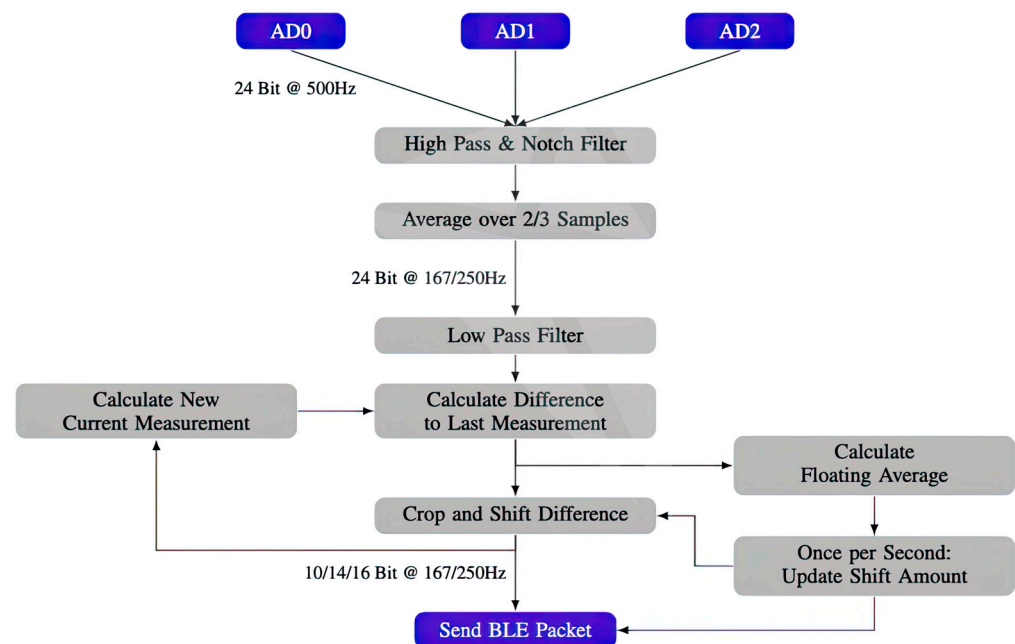 AD0
AD1
AD2
24 Bit @ 500Hz
High Pass & Notch Filter
Average over 2/3 Samples
24 Bit @ 167/250Hz
Low Pass Filter
Calculate New
Current Measurement
Calculate Difference
to Last Measurement
Calculate
Floating Average
Crop and Shift Difference
Once per Second:
Update Shift Amount
10/14/16 Bit @ 167/250Hz
Send BLE Packet